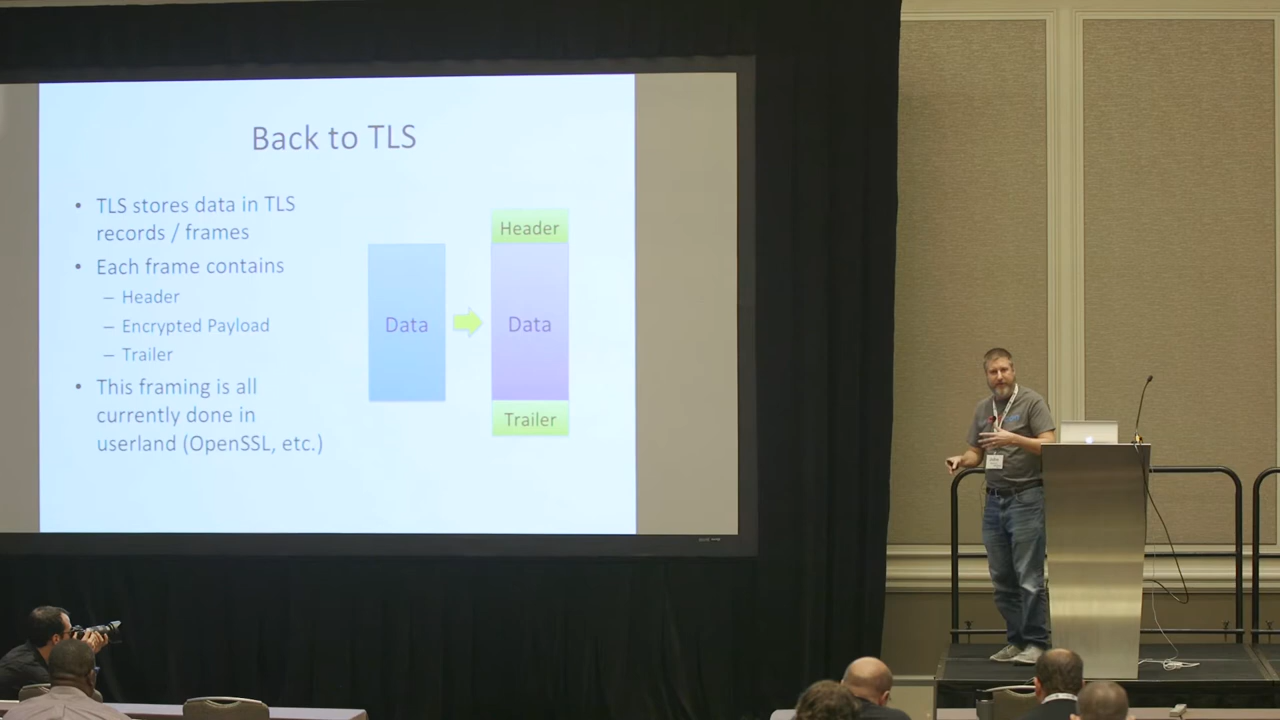 Back to TLS
• TLS stores data in TLS
records / frames
• Each frame contains
– Header
– Encrypted Payload
– Trailer
• This framing is all
currently done in
userland (OpenSSL, etc.)
Data
Header
Data
Trailer